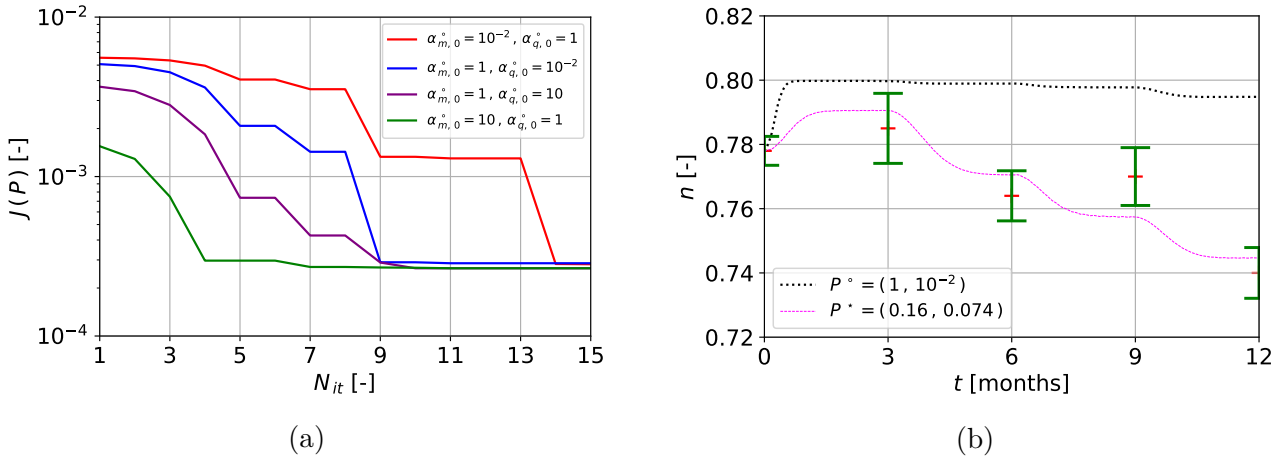 10⁻²
10⁻³
10⁻⁴
J (P) [-]
α°ₘ, ₀ = 10⁻² , α°_{q, 0} = 1
α°ₘ, ₀ = 1 , α°_{q, 0} = 10⁻²
α°ₘ, ₀ = 1 , α°_{q, 0} = 10
α°ₘ, ₀ = 10 , α°_{q, 0} = 1
1 3 5 7 9 11 13 15
N_{it} [-]
(a)
0.82
0.80
0.78
0.76
0.74
0.72
n [-]
P ° = ( 1 , 10⁻² )
P * = ( 0.16 , 0.074 )
0 3 6 9 12
t [months]
(b)